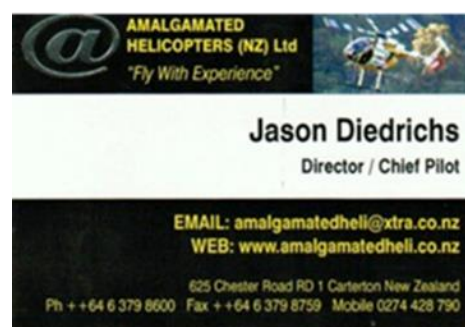 @
AMALGAMATED
HELICOPTERS (NZ) Ltd
"Fly With Experience"
Jason Diedrichs
Director / Chief Pilot
EMAIL: amalgamatedheli@xtra.co.nz
WEB: www.amalgamatedheli.co.nz
625 Chester Road RD 1 Carterton New Zealand
Ph ++64 6 379 8600 Fax ++64 6 379 8759 Mobile 0274 428 790